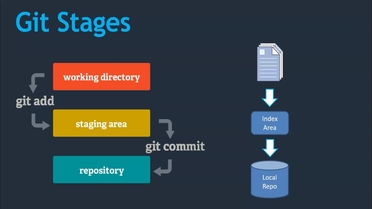 Git Stages
working directory
git add
staging area
git commit
repository
Index
Area
Local
Repo